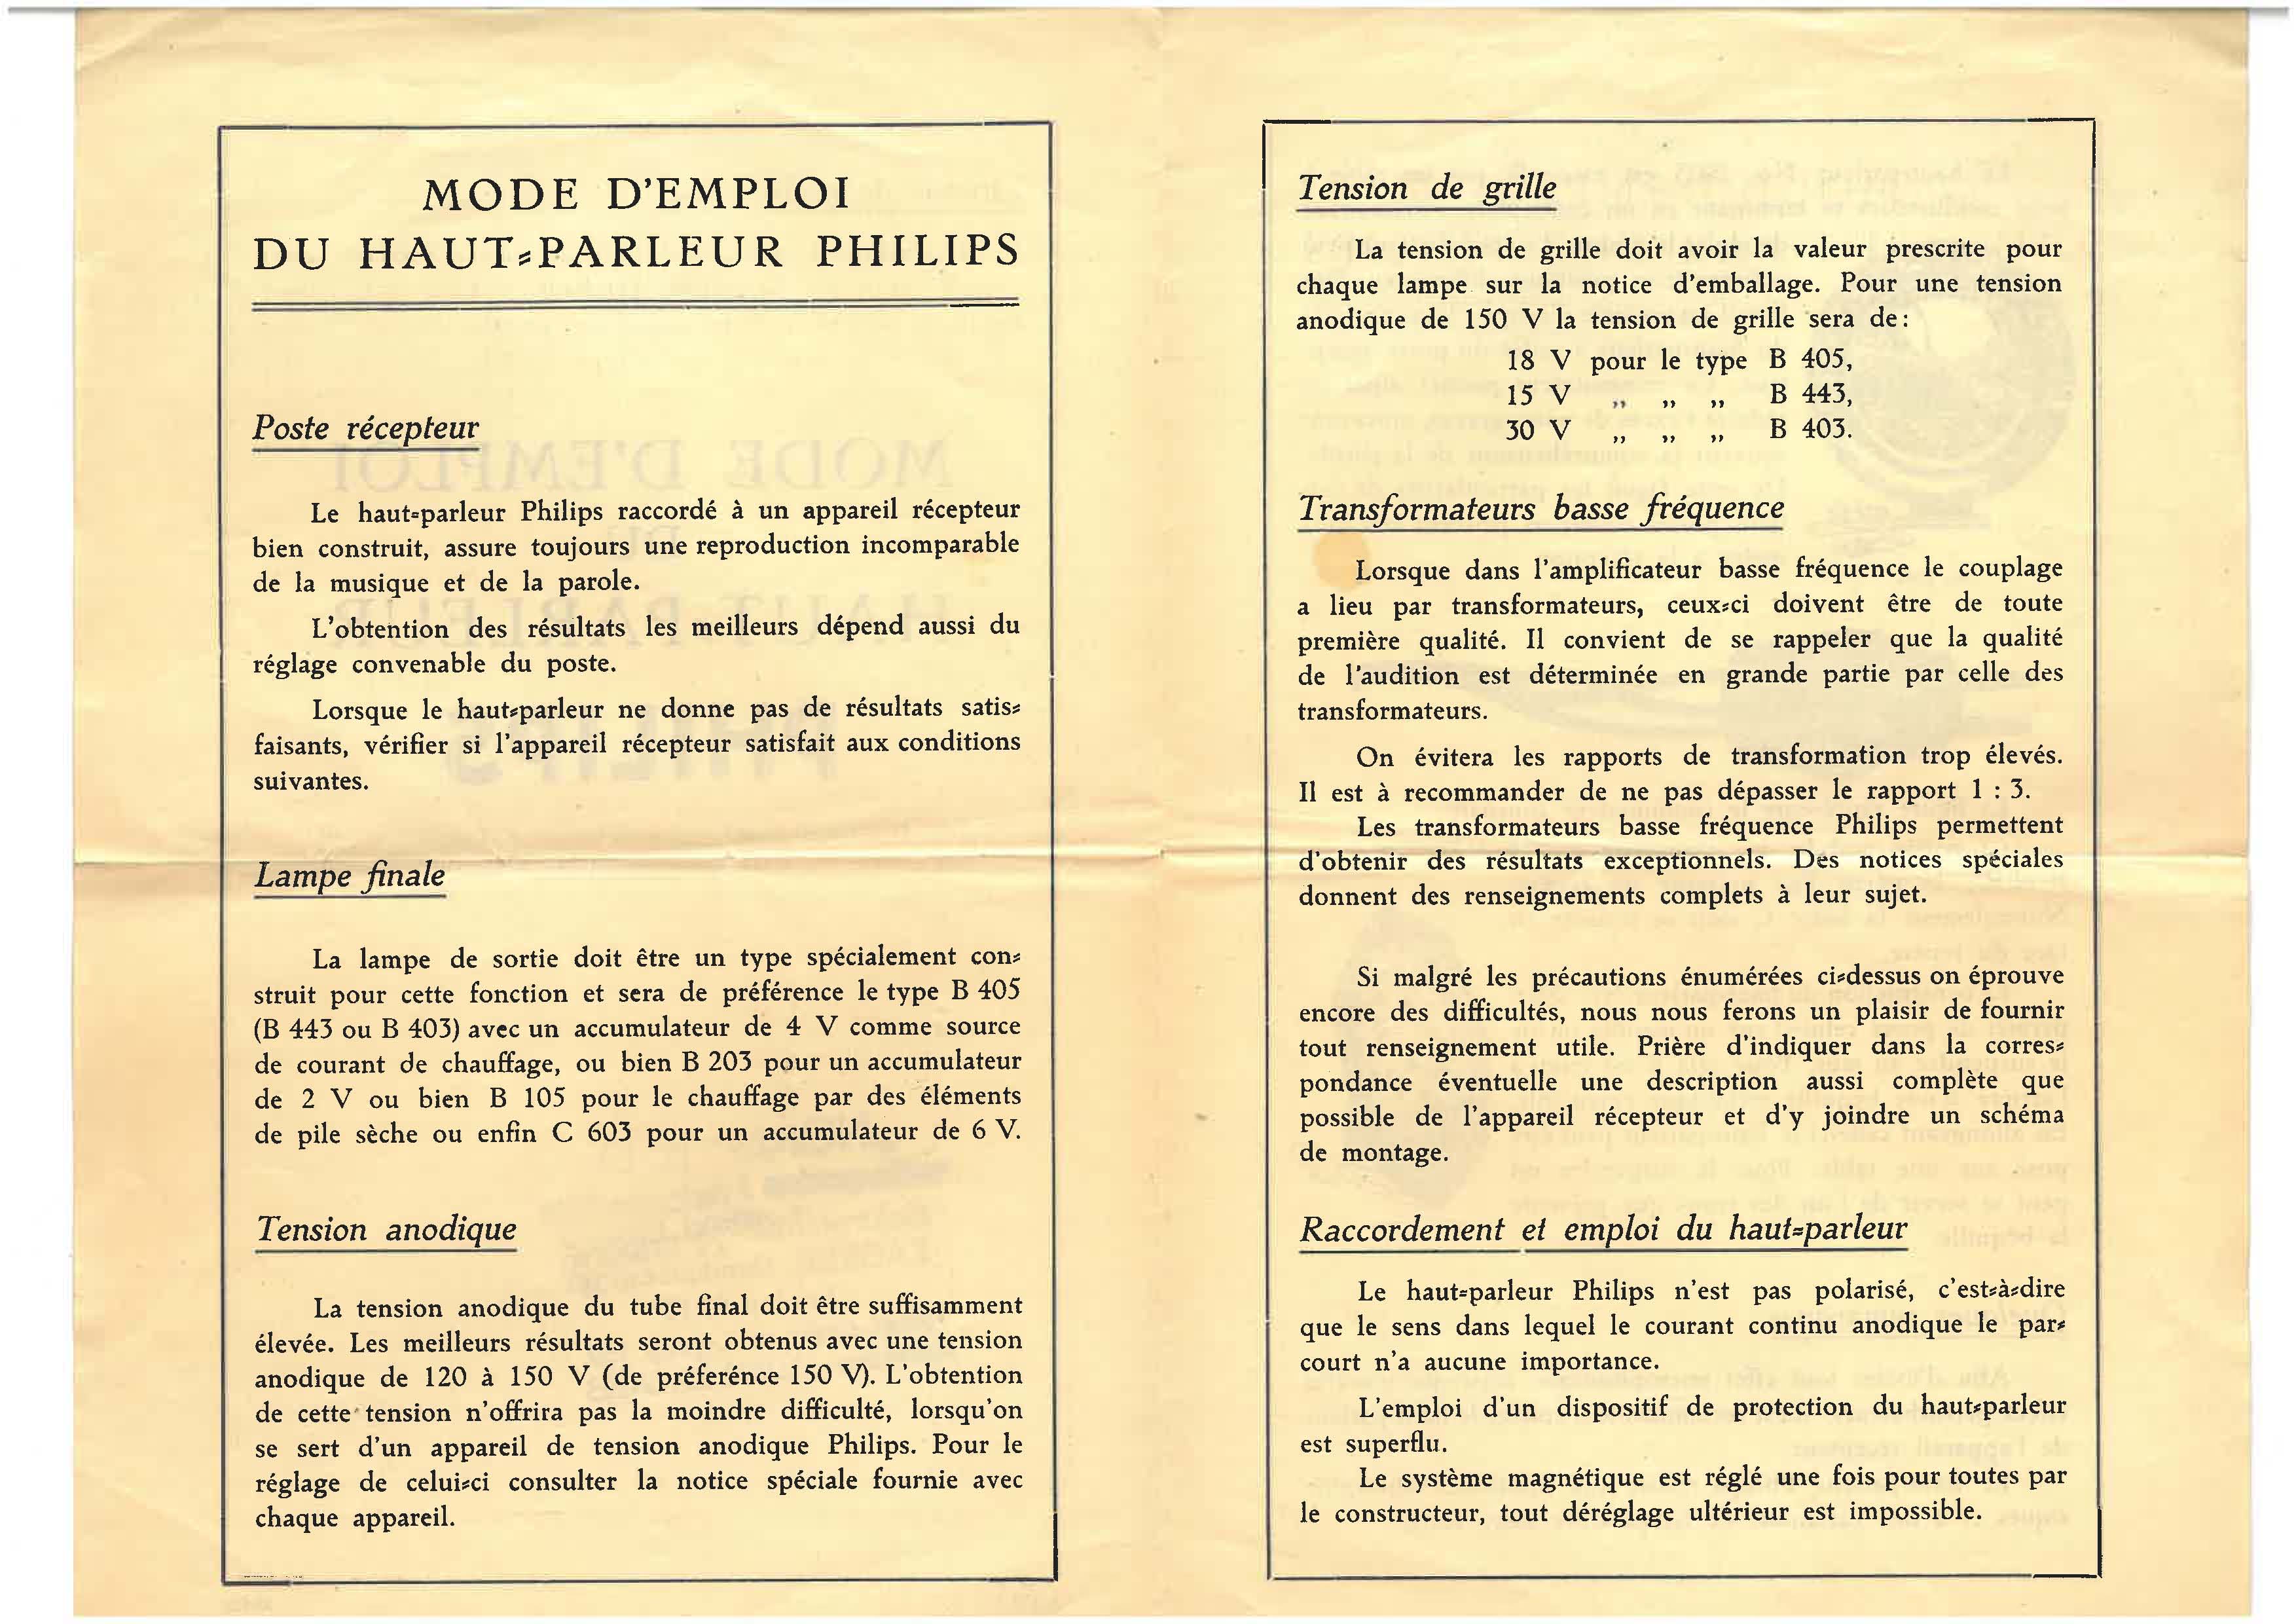 MODE D'EMPLOI
DU HAUT-PARLEUR PHILIPS
Poste récepteur
Le haut-parleur Philips raccordé à un appareil récepteur
bien construit, assure toujours une reproduction incomparable
de la musique et de la parole.
L'obtention des résultats les meilleurs dépend aussi du
réglage convenable du poste.
Lorsque le haut-parleur ne donne pas de résultats satis-
faisants, vérifier si l'appareil récepteur satisfait aux conditions
suivantes.
Lampe finale
La lampe de sortie doit être un type spécialement con-
struit pour cette fonction et sera de préférence le type B 405
(B 443 ou B 403) avec un accumulateur de 4 V comme source
de courant de chauffage, ou bien B 203 pour un accumulateur
de 2 V ou bien B 105 pour le chauffage par des éléments
de pile sèche ou enfin C 603 pour un accumulateur de 6 V.
Tension anodique
La tension anodique du tube final doit être suffisamment
élevée. Les meilleurs résultats seront obtenus avec une tension
anodique de 120 à 150 V (de préferénce 150 V). L'obtention
de cette tension n'offrira pas la moindre difficulté, lorsqu'on
se sert d'un appareil de tension anodique Philips. Pour le
réglage de celui-ci consulter la notice spéciale fournie avec
chaque appareil.
Tension de grille
La tension de grille doit avoir la valeur prescrite pour
chaque lampe sur la notice d'emballage. Pour une tension
anodique de 150 V la tension de grille sera de:
18 V pour le type B 405,
15 V „ „ „ B 443,
30 V „ „ „ B 403.
Transformateurs basse fréquence
Lorsque dans l'amplificateur basse fréquence le couplage
a lieu par transformateurs, ceux-ci doivent être de toute
première qualité. Il convient de se rappeler que la qualité
de l'audition est déterminée en grande partie par celle des
transformateurs.
On évitera les rapports de transformation trop élevés.
Il est à recommander de ne pas dépasser le rapport 1 : 3.
Les transformateurs basse fréquence Philips permettent
d'obtenir des résultats exceptionnels. Des notices spéciales
donnent des renseignements complets à leur sujet.
Si malgré les précautions énumérées ci-dessus on éprouve
encore des difficultés, nous nous ferons un plaisir de fournir
tout renseignement utile. Prière d'indiquer dans la corres-
pondance éventuelle une description aussi complète que
possible de l'appareil récepteur et d'y joindre un schéma
de montage.
Raccordement et emploi du haut-parleur
Le haut-parleur Philips n'est pas polarisé, c'est-à-dire
que le sens dans lequel le courant continu anodique le par-
court n'a aucune importance.
L'emploi d'un dispositif de protection du haut-parleur
est superflu.
Le système magnétique est réglé une fois pour toutes par
le constructeur, tout déréglage ultérieur est impossible.